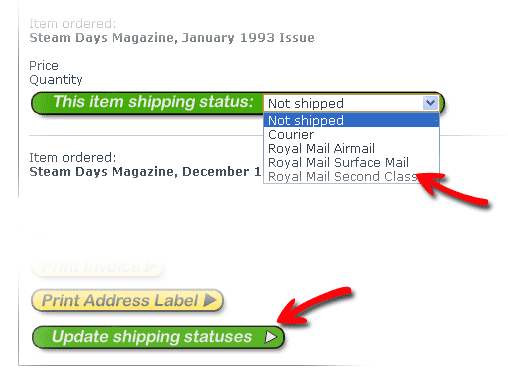 Item ordered:
Steam Days Magazine, January 1993 Issue
Price
Quantity
This item shipping status: Not shipped
Not shipped
Courier
Royal Mail Airmail
Royal Mail Surface Mail
Royal Mail Second Class
Item ordered:
Steam Days Magazine, December 1
Print Invoice
Print Address Label
Update shipping statuses